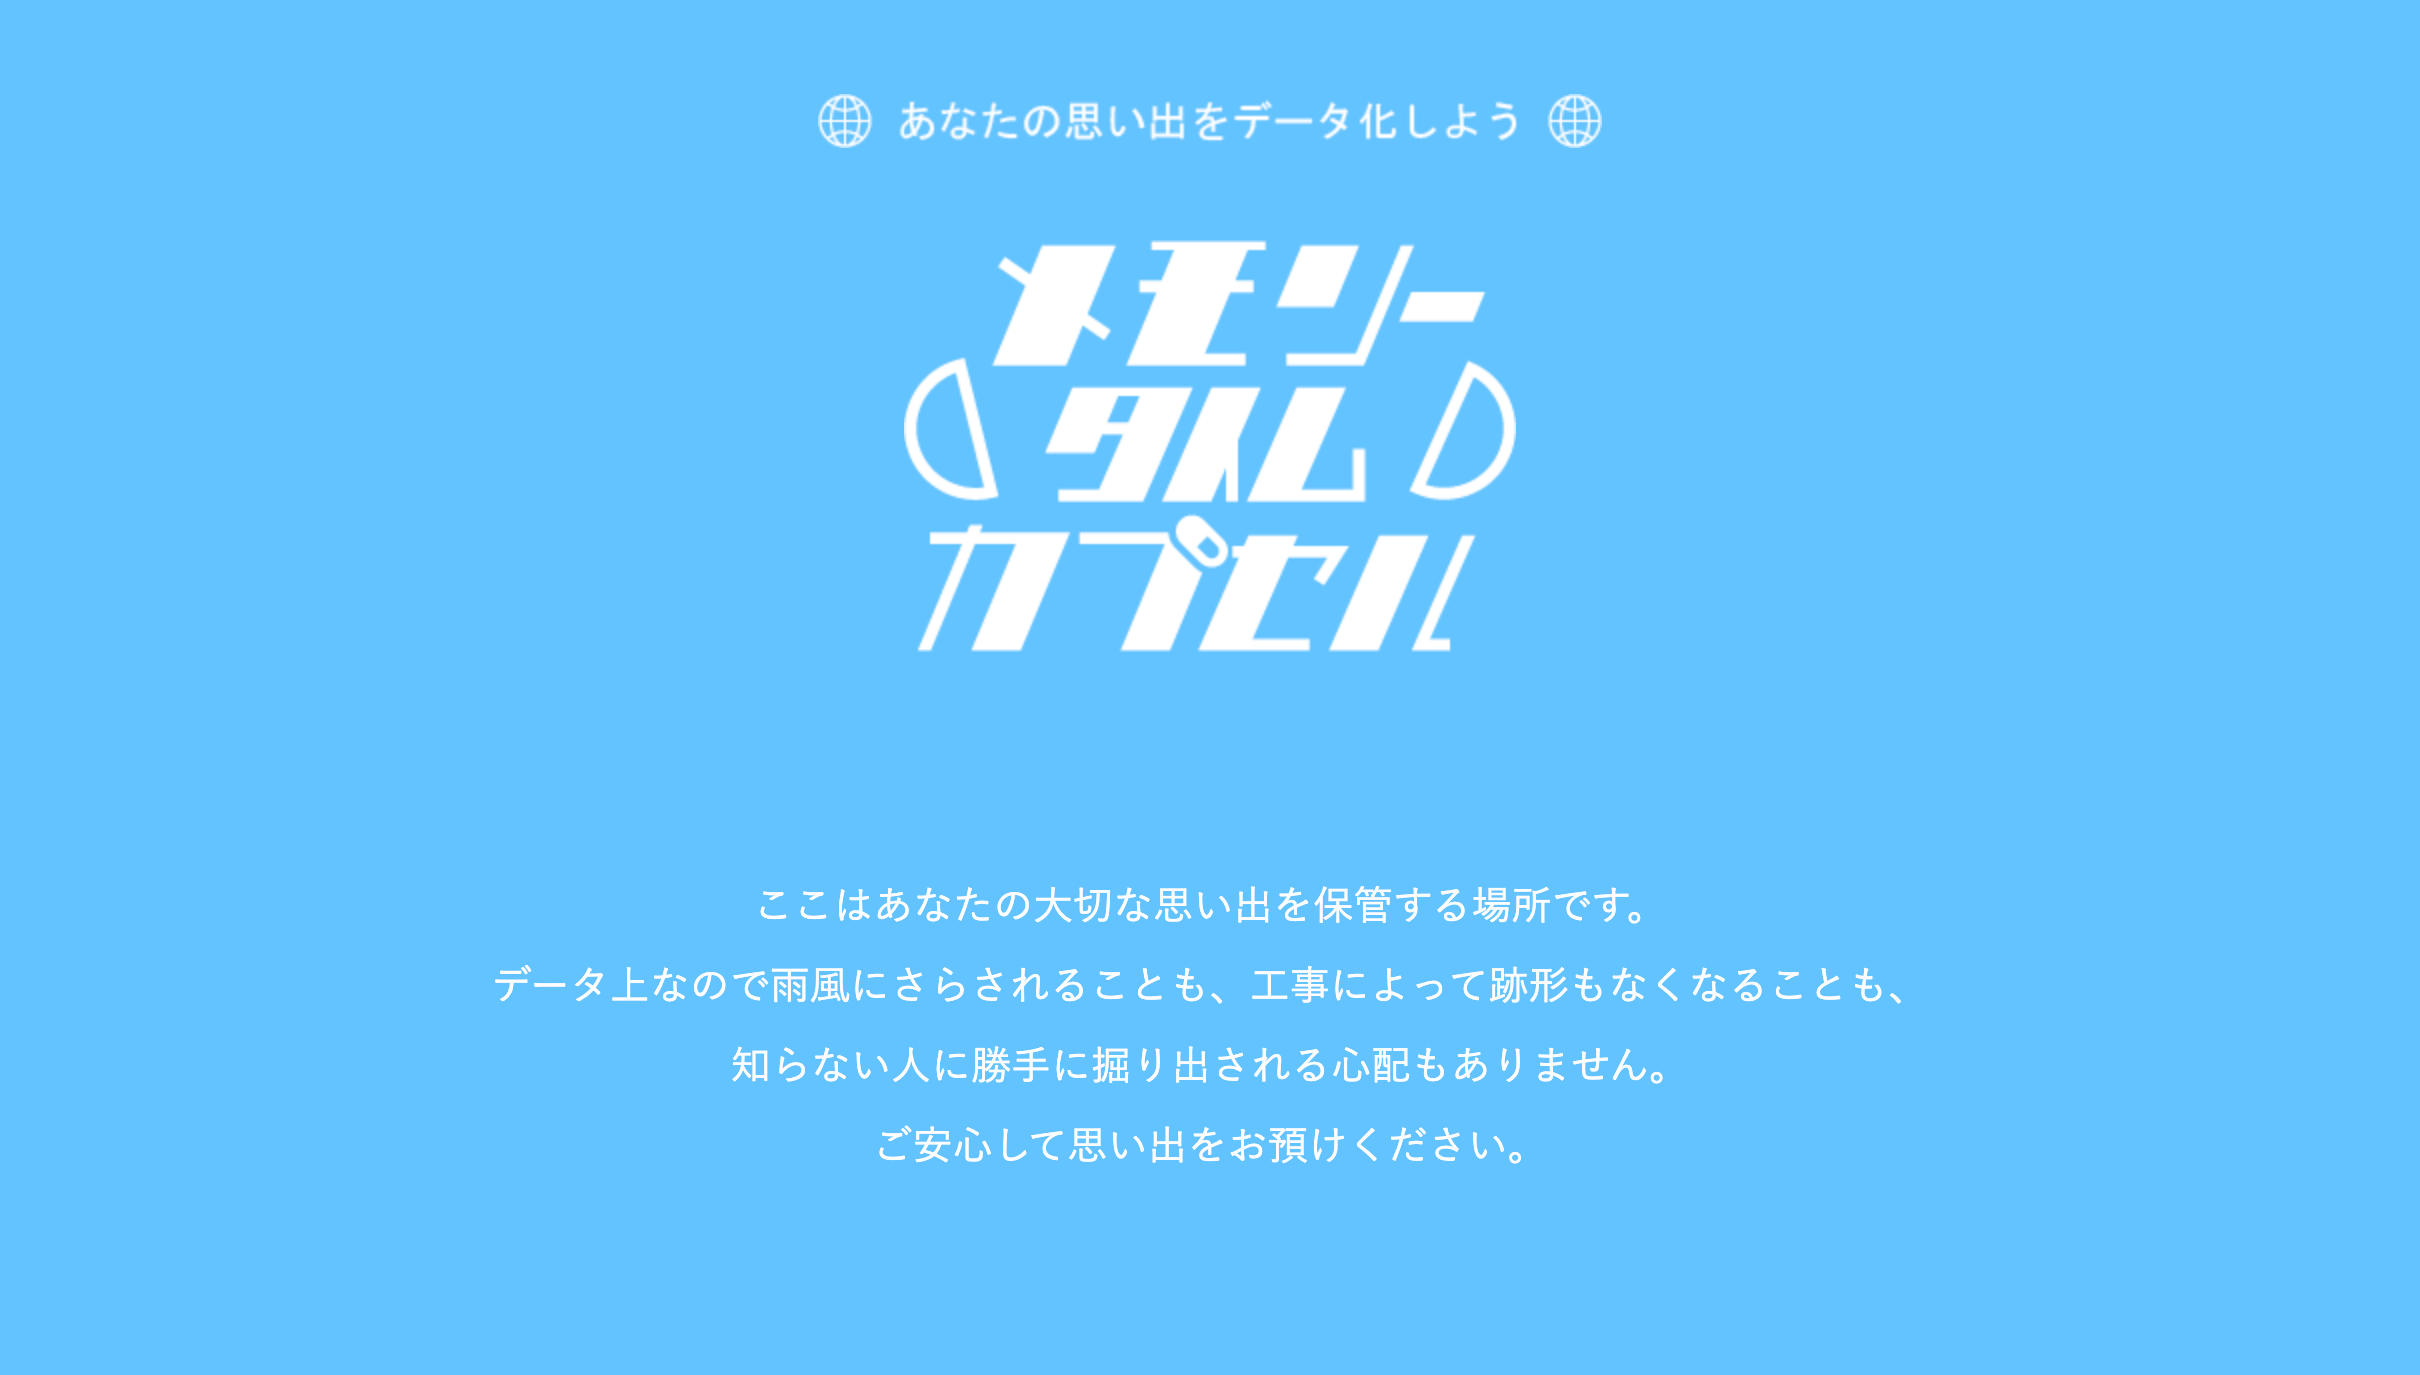 あなたの思い出をデータ化しよう
メモリー
タイム
カプセル
ここはあなたの大切な思い出を保管する場所です。
データ上なので雨風にさらされることも、工事によって跡形もなくなることも、
知らない人に勝手に掘り出される心配もありません。
ご安心して思い出をお預けください。